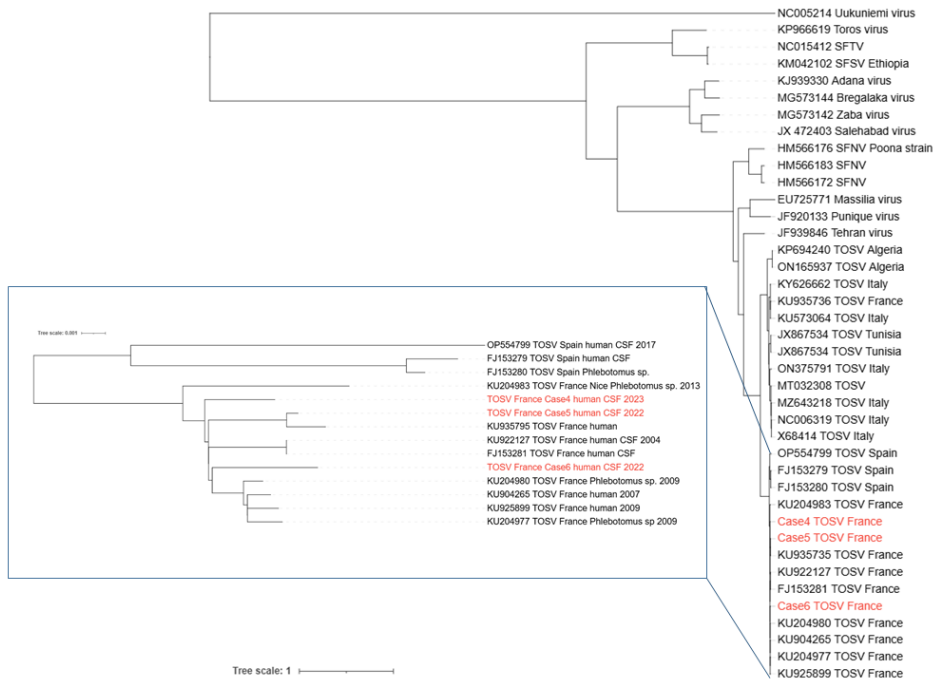 NC005214 Uukuniemi virus
KP966619 Toros virus
NC015412 SFTV
KM042102 SFSV Ethiopia
KJ939330 Adana virus
MG573144 Bregalaka virus
MG573142 Zaba virus
JX 472403 Salehabad virus
HM566176 SFNV Poona strain
HM566183 SFNV
HM566172 SFNV
EU725771 Massilia virus
JF920133 Punique virus
JF939846 Tehran virus
KP694240 TOSV Algeria
ON165937 TOSV Algeria
KY626662 TOSV Italy
KU935736 TOSV France
KU573064 TOSV Italy
JX867534 TOSV Tunisia
JX867534 TOSV Tunisia
ON375791 TOSV Italy
MT032308 TOSV
MZ643218 TOSV Italy
NC006319 TOSV Italy
X68414 TOSV Italy
OP554799 TOSV Spain
FJ153279 TOSV Spain
FJ153280 TOSV Spain
KU204983 TOSV France
Case4 TOSV France
Case5 TOSV France
KU935735 TOSV France
KU922127 TOSV France
FJ153281 TOSV France
Case6 TOSV France
KU204980 TOSV France
KU904265 TOSV France
KU204977 TOSV France
KU925899 TOSV France
Tree scale: 0.001
OP554799 TOSV Spain human CSF 2017
FJ153279 TOSV Spain human CSF
FJ153280 TOSV Spain Phlebotomus sp.
KU204983 TOSV France Nice Phlebotomus sp. 2013
TOSV France Case4 human CSF 2023
TOSV France Case5 human CSF 2022
KU935795 TOSV France human
KU922127 TOSV France human CSF 2004
FJ153281 TOSV France human CSF
TOSV France Case6 human CSF 2022
KU204980 TOSV France Phlebotomus sp. 2009
KU904265 TOSV France human 2007
KU925899 TOSV France human 2009
KU204977 TOSV France Phlebotomus sp 2009
Tree scale: 1